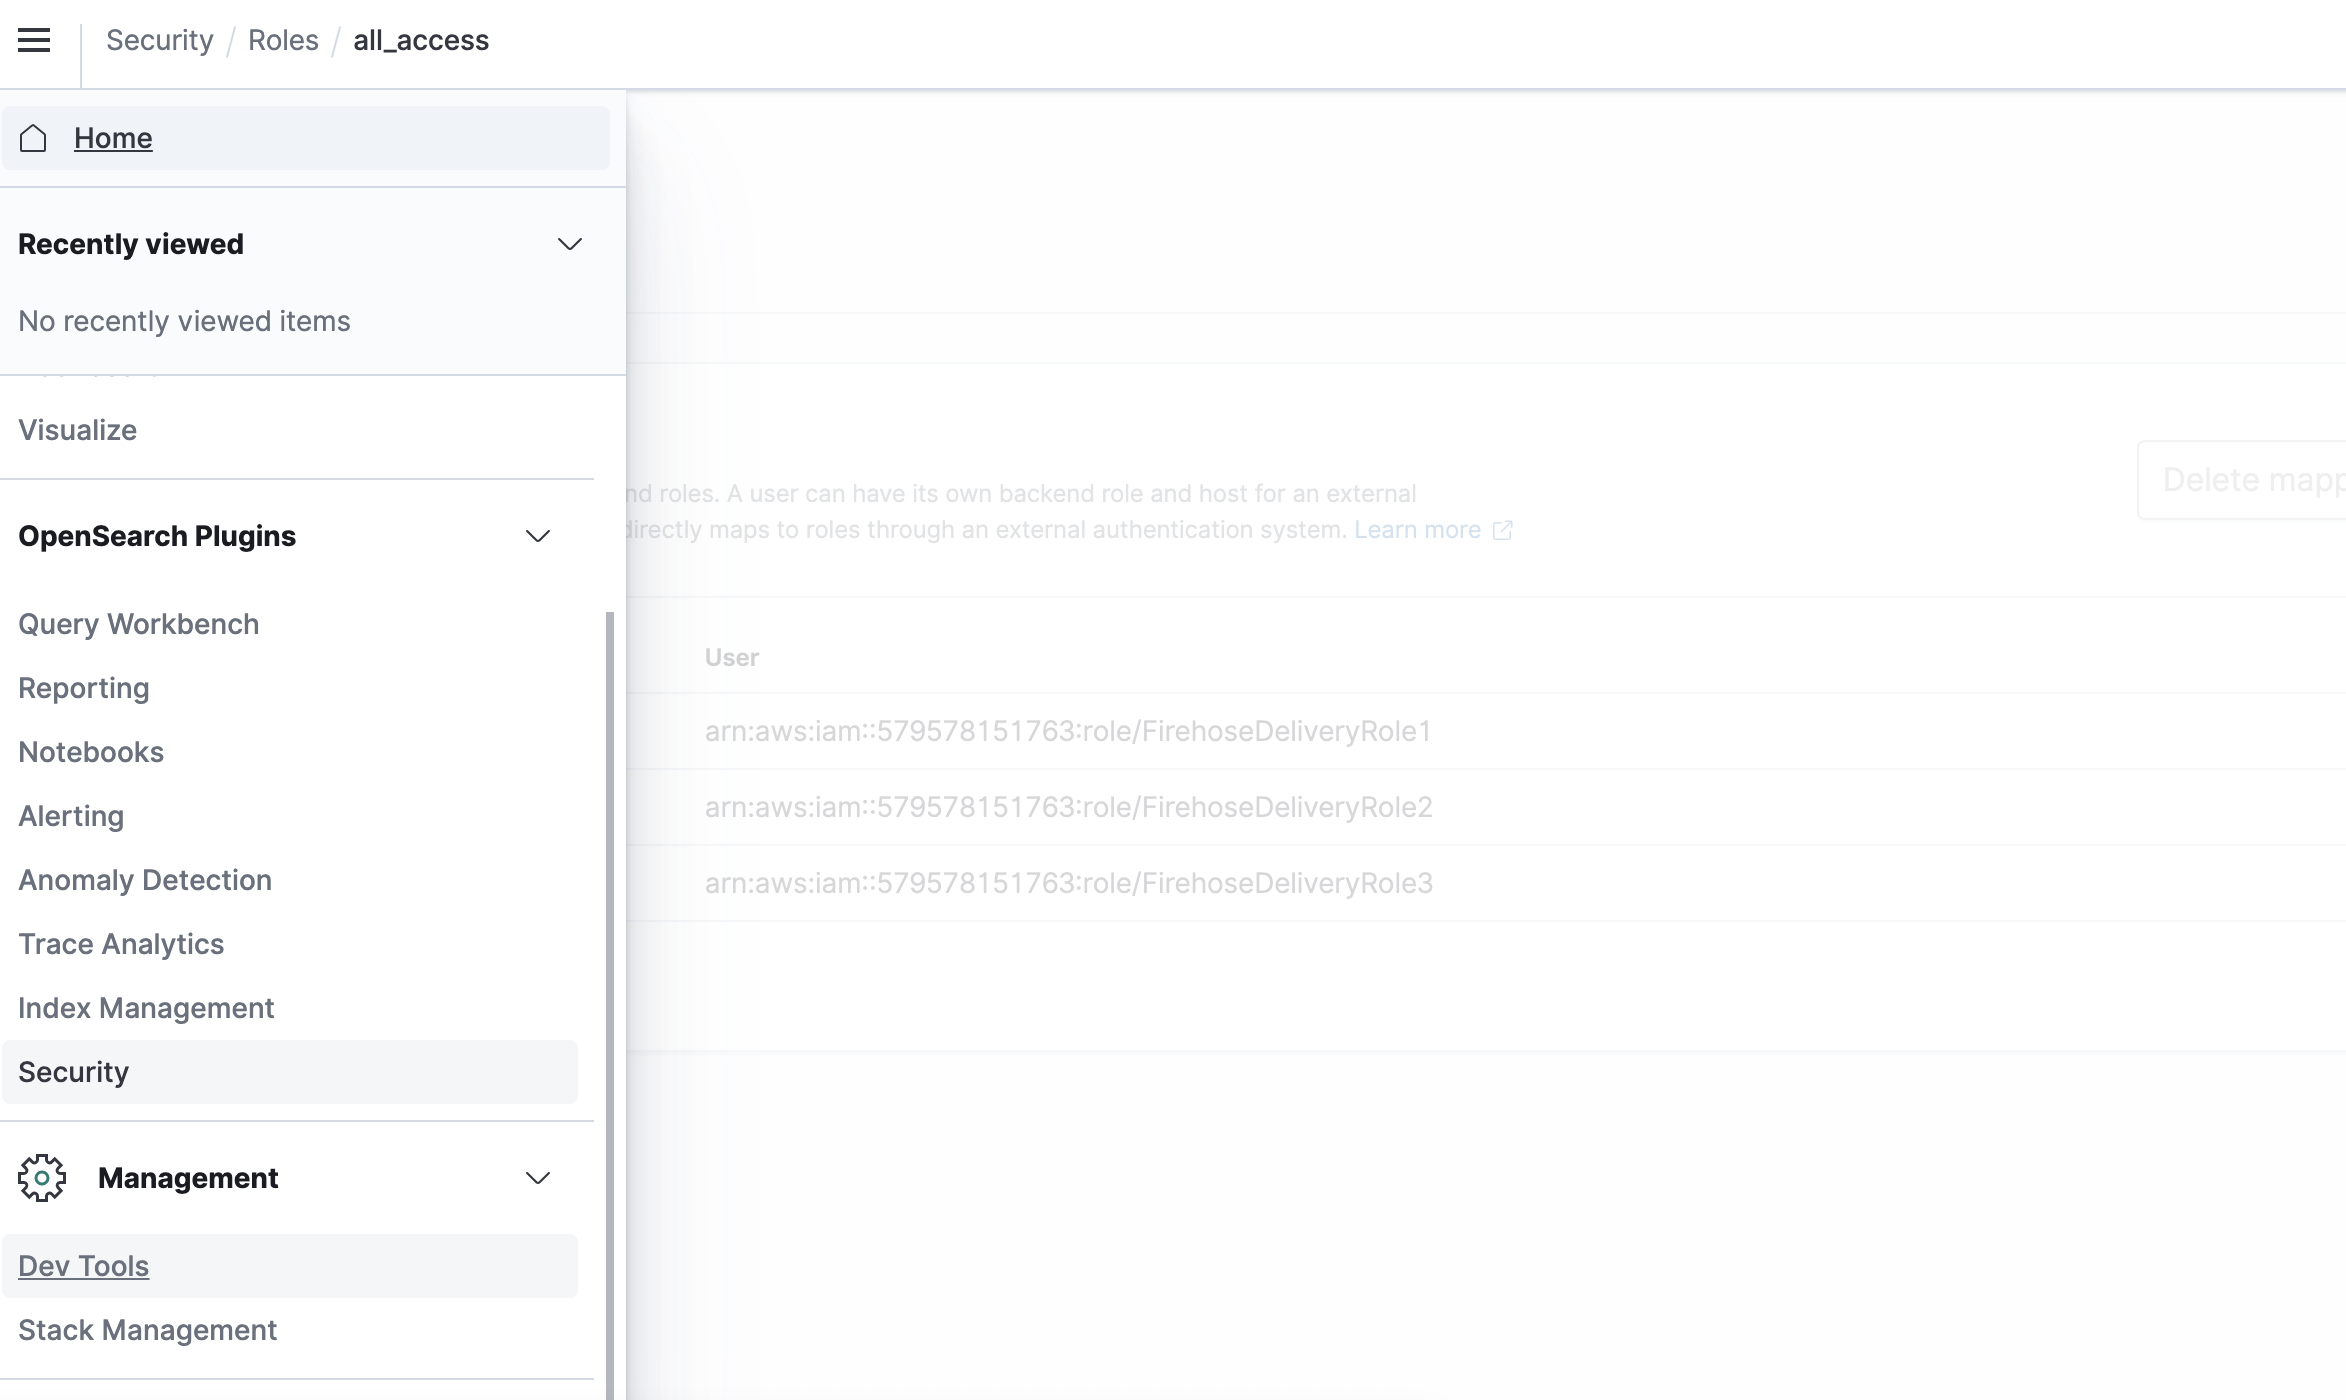 Security / Roles / all_access
Home
Recently viewed
No recently viewed items
Visualize
OpenSearch Plugins
Query Workbench
Reporting
Notebooks
Alerting
Anomaly Detection
Trace Analytics
Index Management
Security
Management
Dev Tools
Stack Management
nd roles. A user can have its own backend role and host for an external
directly maps to roles through an external authentication system. Learn more
Delete mapp
User
arn:aws:iam::579578151763:role/FirehoseDeliveryRole1
arn:aws:iam::579578151763:role/FirehoseDeliveryRole2
arn:aws:iam::579578151763:role/FirehoseDeliveryRole3